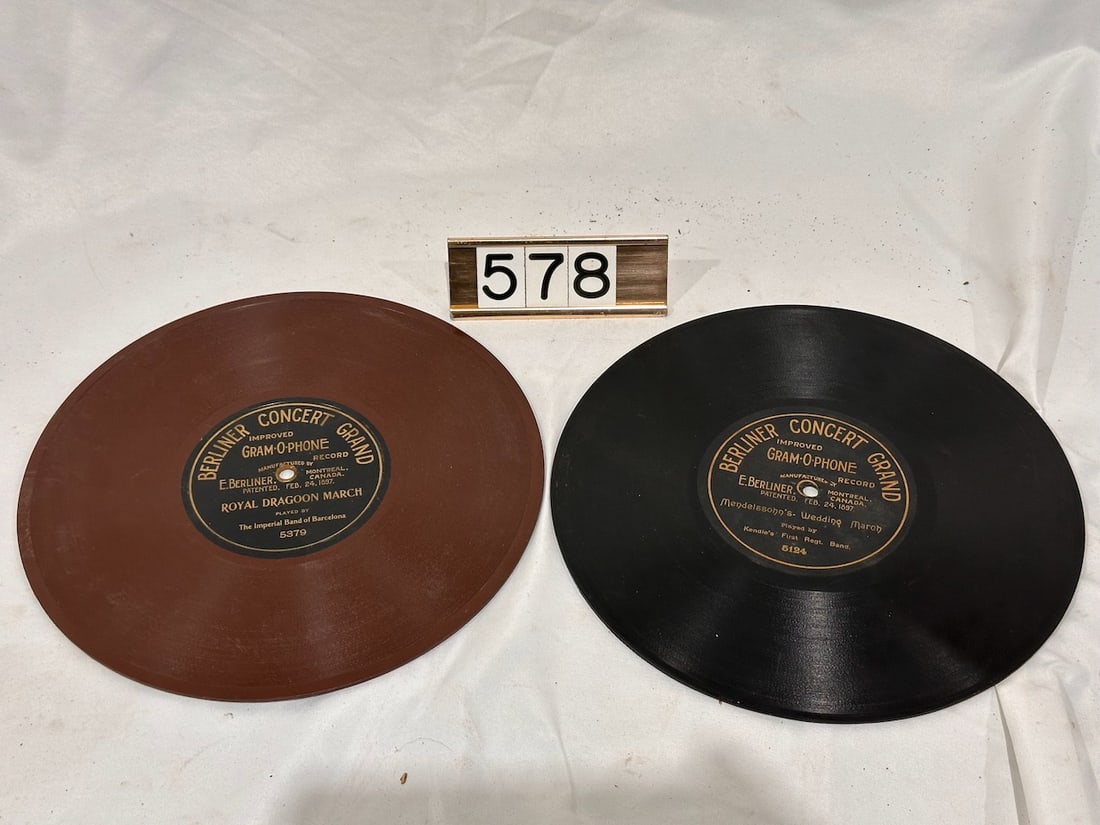 578
BERLINER CONCERT GRAND
IMPROVED
GRAM-O-PHONE
RECORD
MANUFACTURED BY
E. BERLINER. MONTREAL. CANADA.
PATENTED, FEB. 24, 1897.
ROYAL DRAGOON MARCH
PLAYED BY
The Imperial Band of Barcelona
5379
BERLINER CONCERT GRAND
IMPROVED
GRAM-O-PHONE
RECORD
MANUFACTURED BY
E. BERLINER. MONTREAL. CANADA.
PATENTED, FEB. 24, 1897.
Mendelssohn's Wedding March
Played by
Kendle's First Regt. Band.
5124